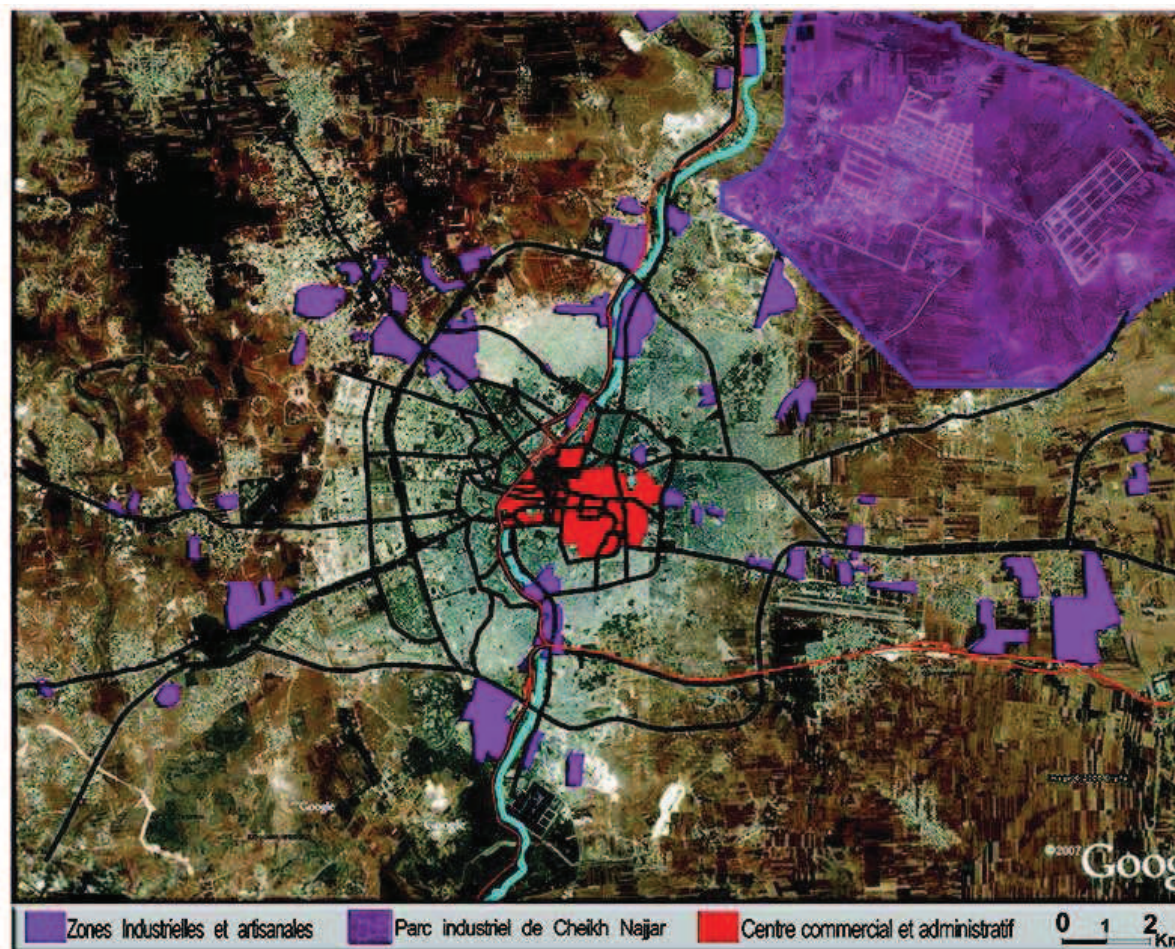 Google
©2007 Goog
Zones Industrielles et artisanales Parc industriel de Cheikh Najjar Centre commercial et administratif 0 1 2